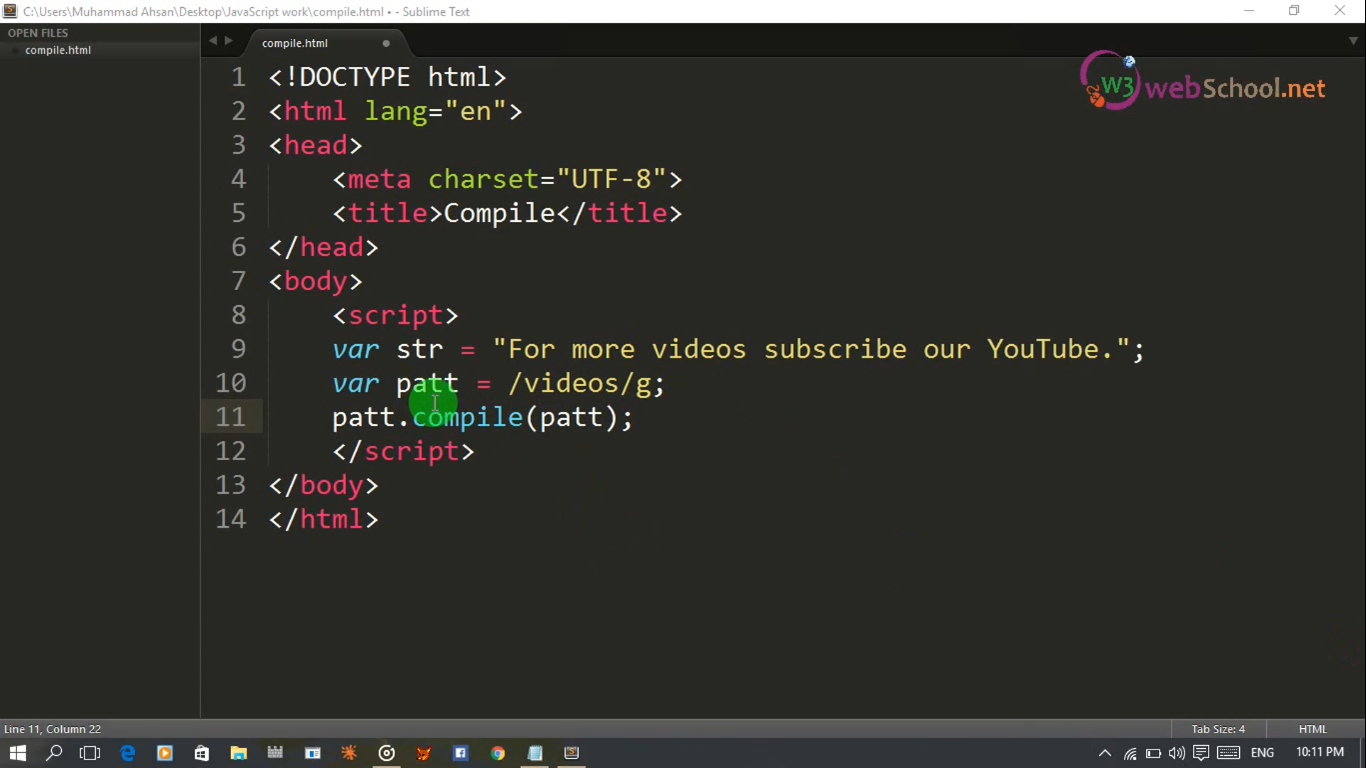 C:\Users\Muhammad Ahsan\Desktop\JavaScript work\compile.html • - Sublime Text
OPEN FILES
compile.html
compile.html
W3 webSchool.net
1 <!DOCTYPE html>
2 <html lang="en">
3 <head>
4 <meta charset="UTF-8">
5 <title>Compile</title>
6 </head>
7 <body>
8 <script>
9 var str = "For more videos subscribe our YouTube.";
10 var patt = /videos/g;
11 patt.compile(patt);
12 </script>
13 </body>
14 </html>
Line 11, Column 22
Tab Size: 4
HTML
ENG
10:11 PM